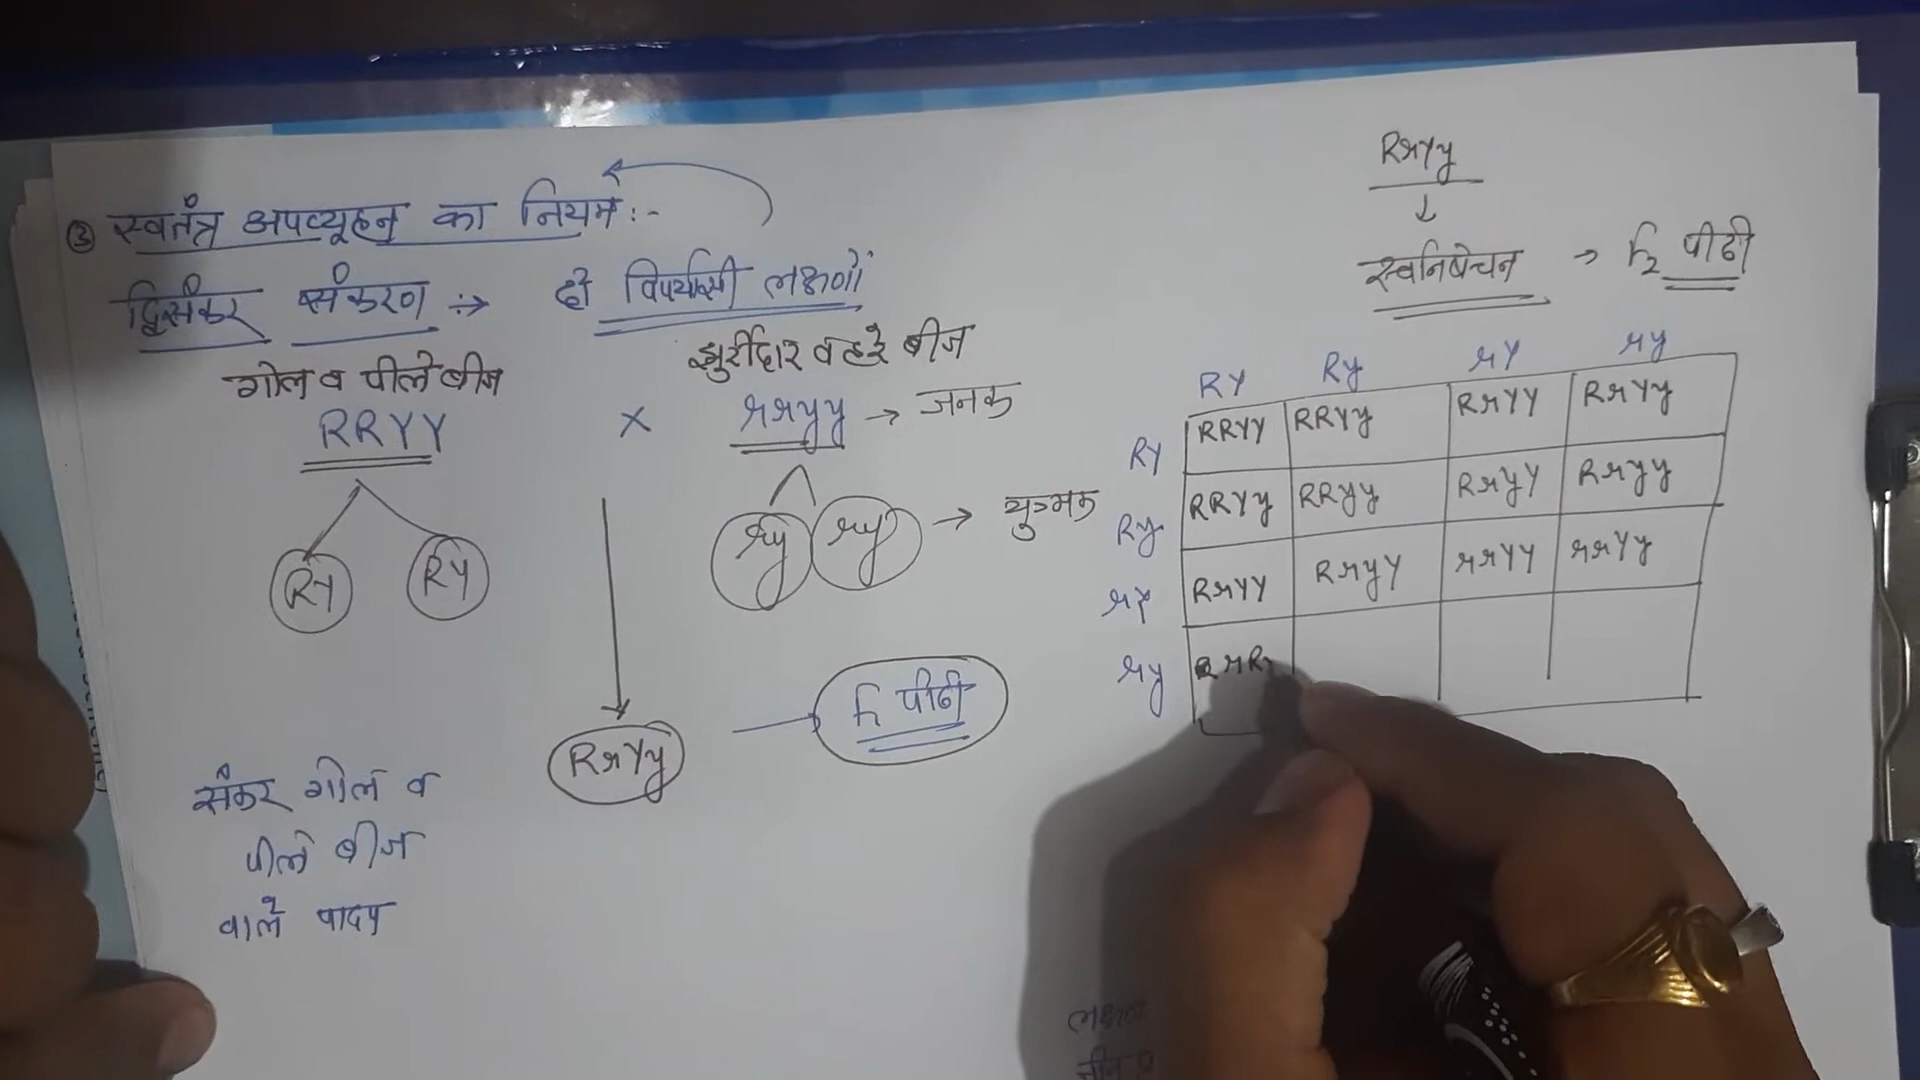 ③ स्वतंत्र अपव्यूहन का नियम :-
द्विसंकर संकरण :→ दो विपर्यासी लक्षणों
गोल व पीले बीज
झुर्रीदार व हरे बीज
RRYY × rryy → जनक
RY RY
ry ry → युग्मक
RrYy → F1 पीढी
संकर गोल व
पीले बीज
वाले पादप
RrYy
↓
स्वनिषेचन → F2 पीढी
RY Ry rY ry
RY RRYY RRYy RrYY RrYy
Ry RRYy RRyy RryY Rryy
rY RrYY RryY rrYY rrYy
ry